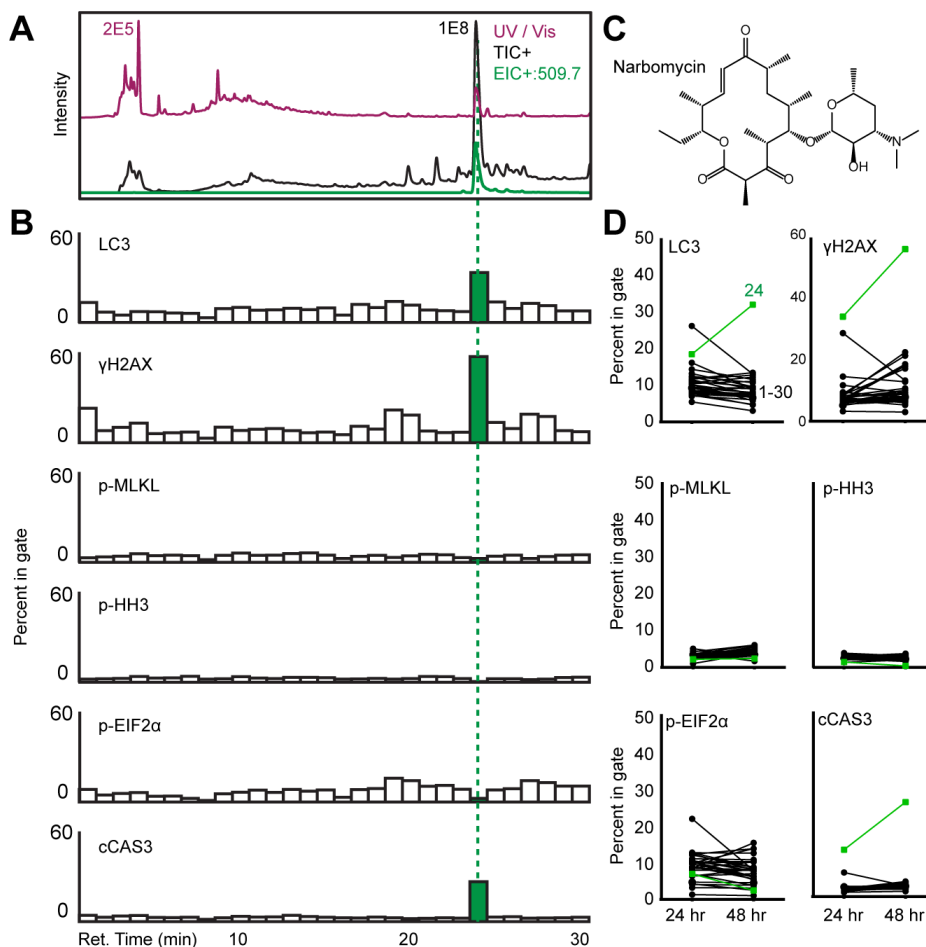 A
2E5
1E8
UV / Vis
TIC+
EIC+:509.7
Intensity
C
Narbomycin
O
O
O
O
O
O
OH
N
B
60
LC3
0
60
γH2AX
0
60
p-MLKL
0
60
p-HH3
0
60
p-EIF2α
0
60
cCAS3
0
Percent in gate
Ret. Time (min) 10 20 30
D
50
40
30
20
10
0
LC3
24
1-30
Percent in gate
60
40
20
0
γH2AX
50
40
30
20
10
0
p-MLKL
Percent in gate
p-HH3
50
40
30
20
10
0
p-EIF2α
Percent in gate
cCAS3
24 hr 48 hr 24 hr 48 hr